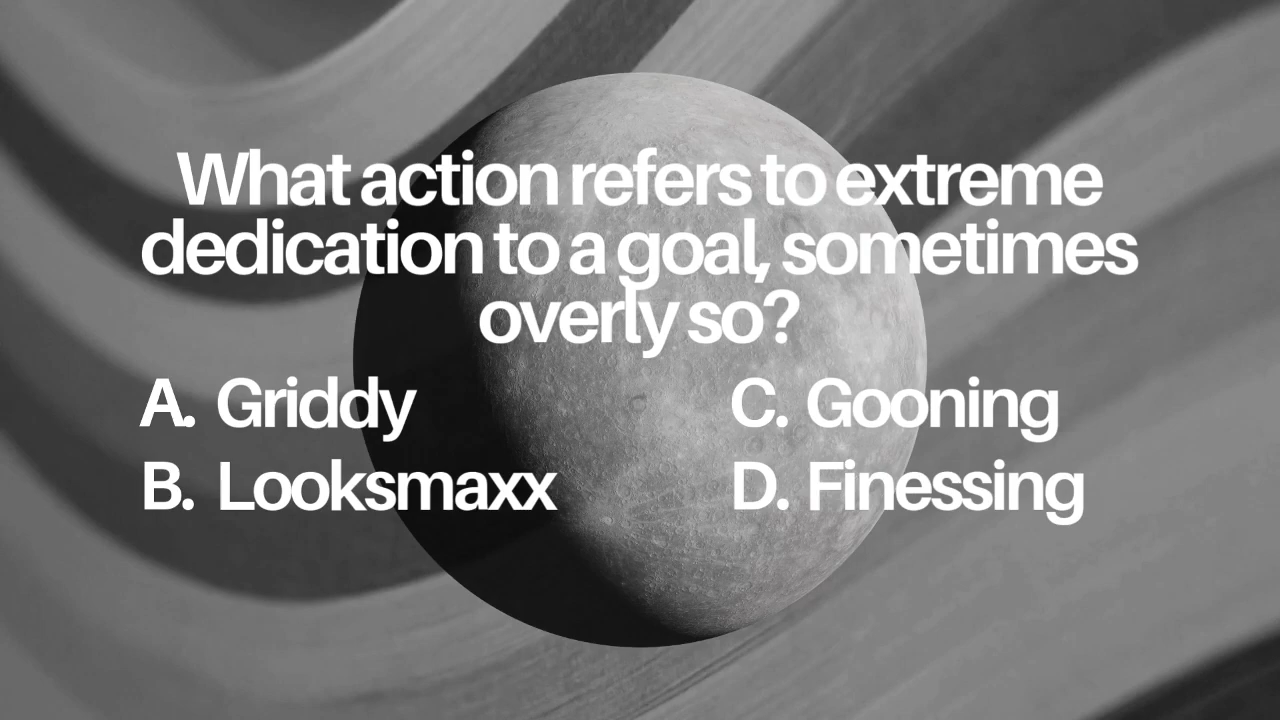 What action refers to extreme
dedication to a goal, sometimes
overly so?
A. Griddy
B. Looksmaxx
C. Gooning
D. Finessing